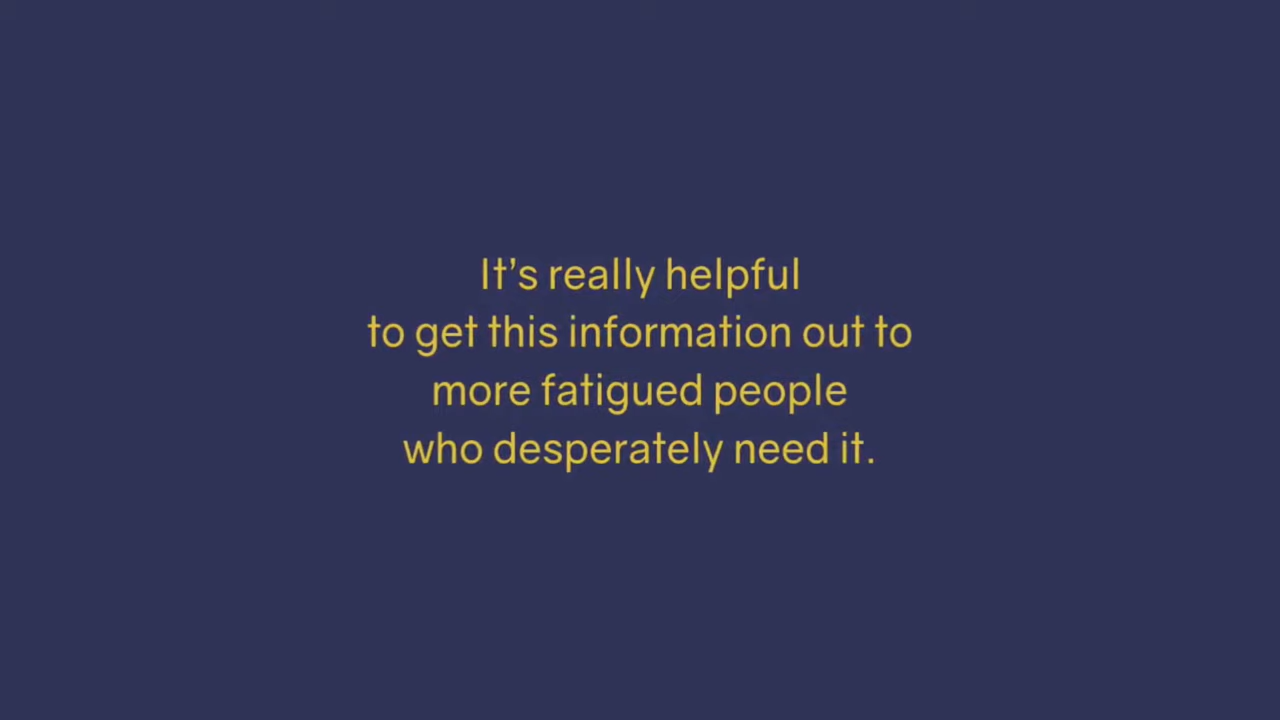 It's really helpful
to get this information out to
more fatigued people
who desperately need it.